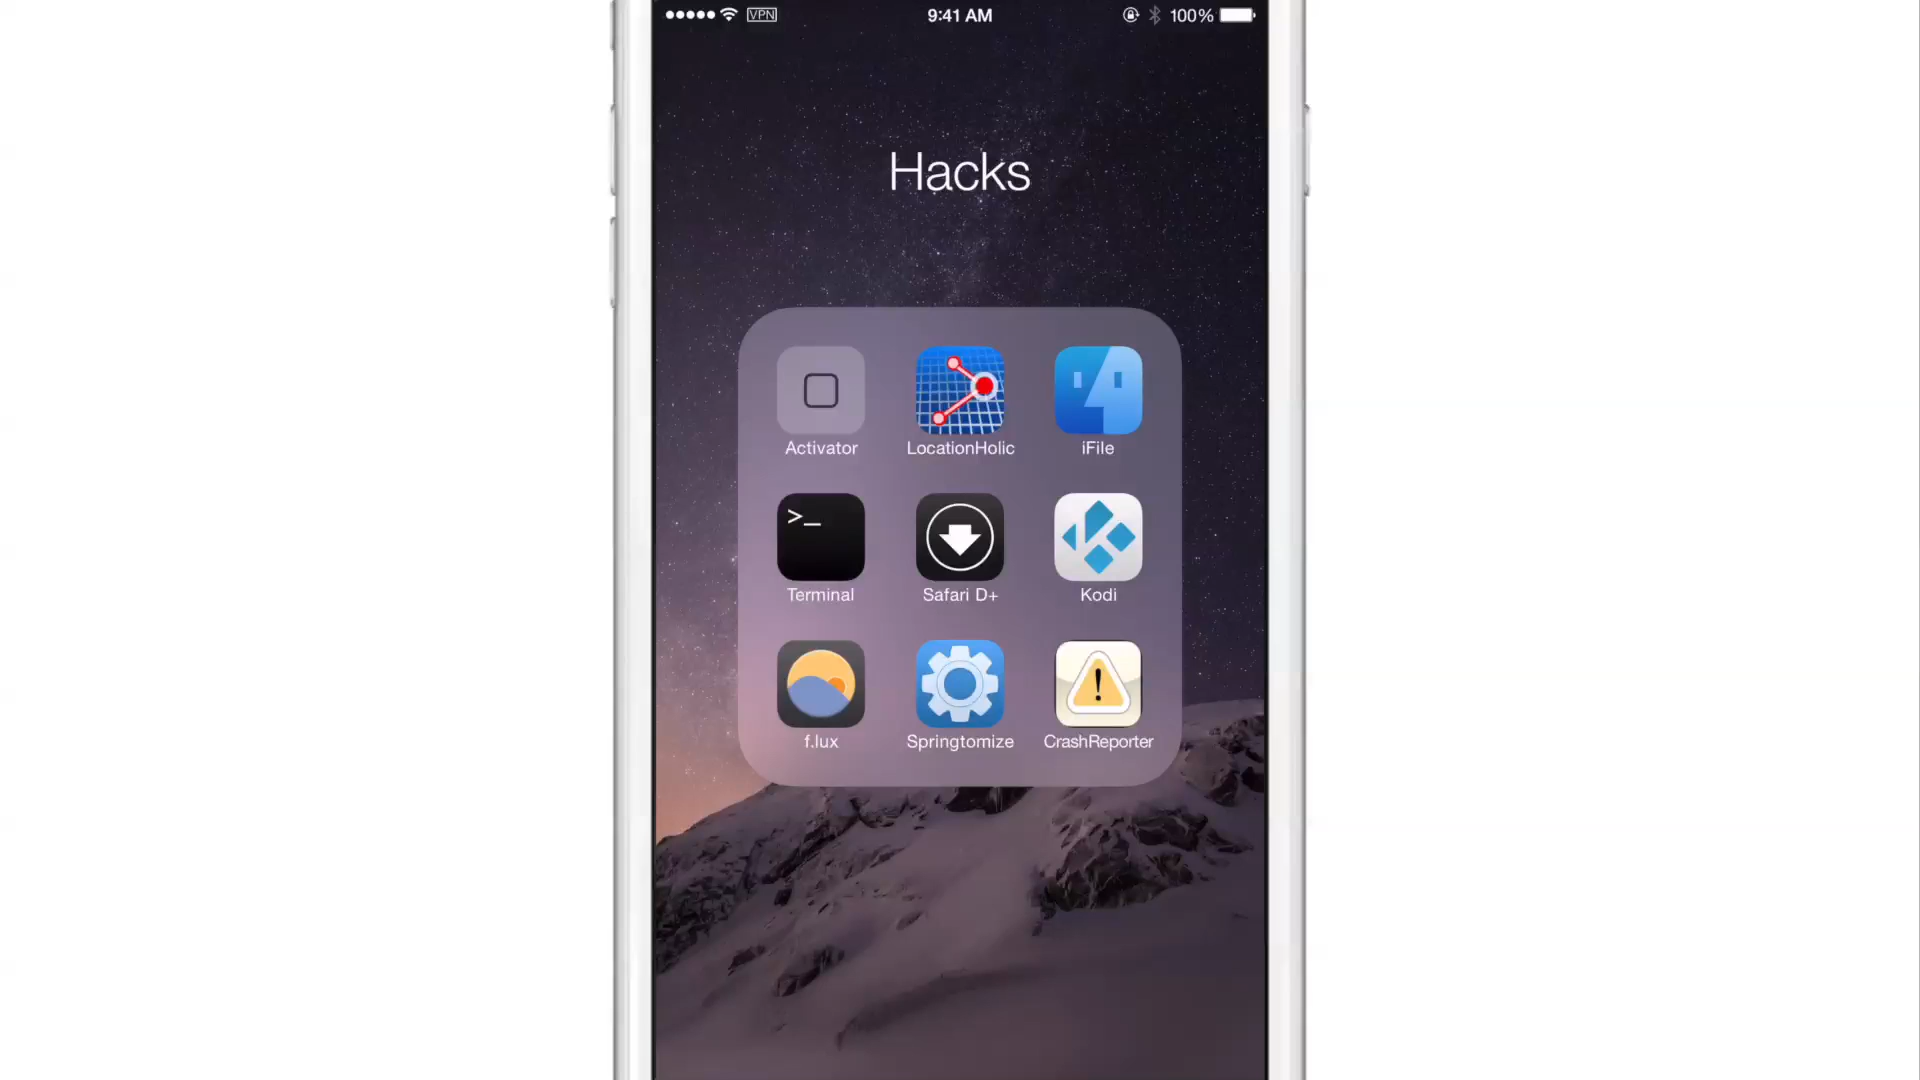 VPN 9:41 AM 100%
Hacks
Activator LocationHolic iFile
>_
Terminal Safari D+ Kodi
f.lux Springtomize CrashReporter